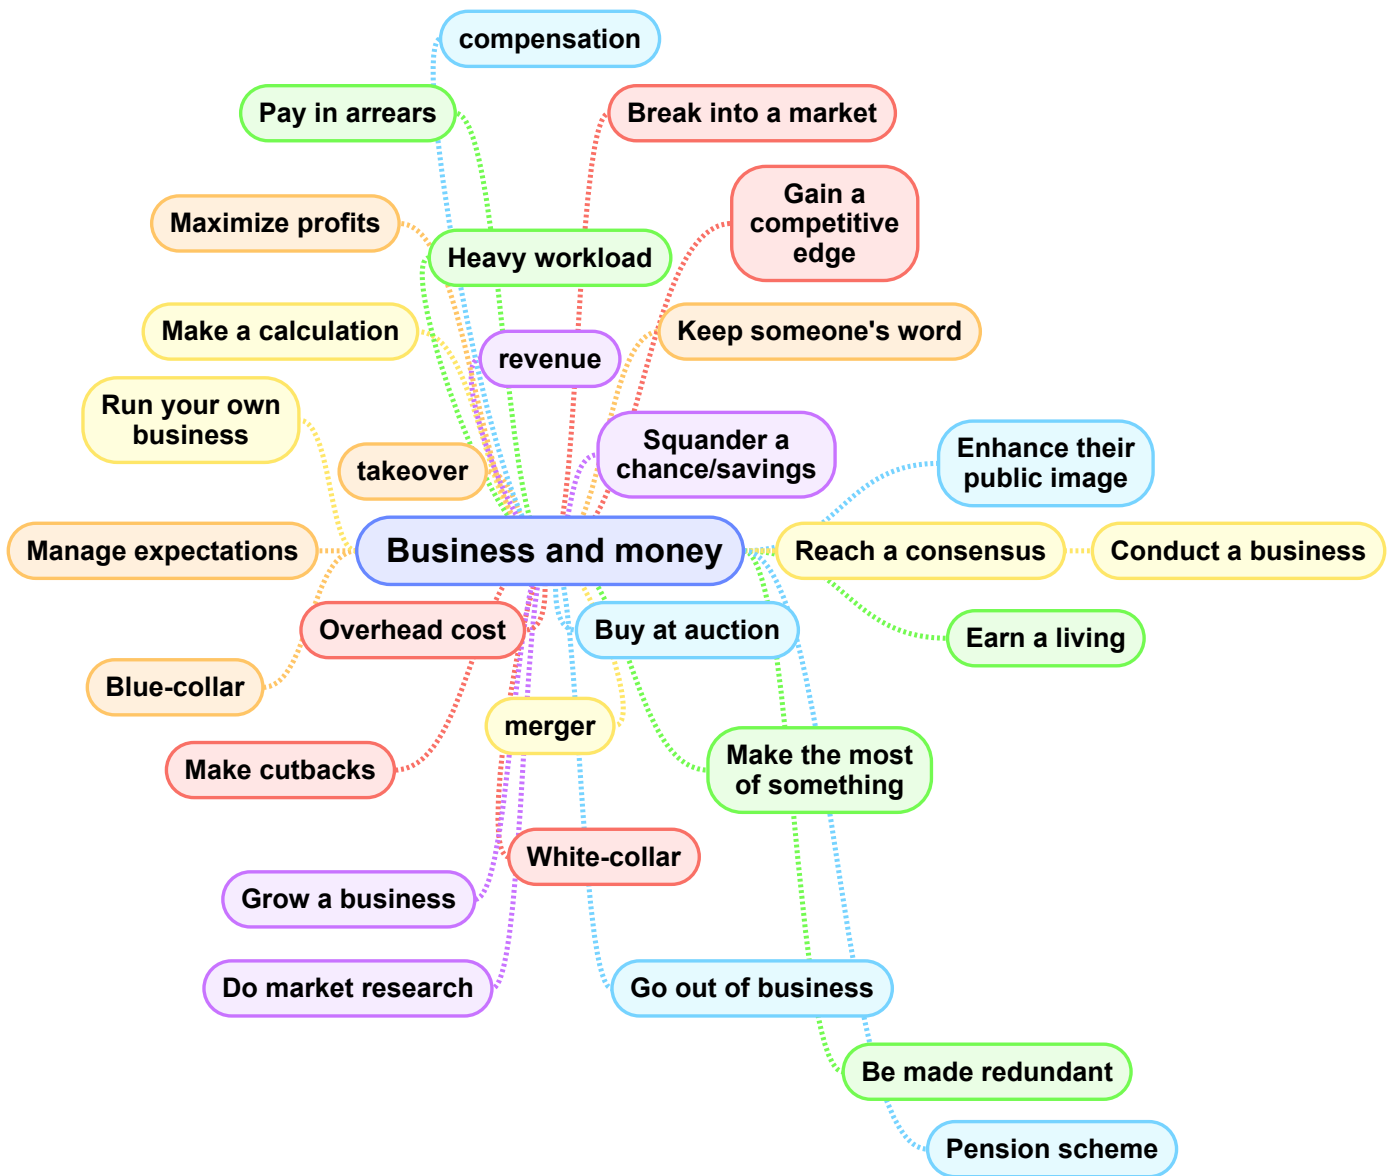 compensation
Pay in arrears
Break into a market
Gain a
competitive
edge
Maximize profits
Heavy workload
Make a calculation
Keep someone's word
revenue
Run your own
business
Squander a
chance/savings
takeover
Enhance their
public image
Manage expectations
Business and money
Reach a consensus
Conduct a business
Overhead cost
Buy at auction
Earn a living
Blue-collar
merger
Make cutbacks
Make the most
of something
White-collar
Grow a business
Do market research
Go out of business
Be made redundant
Pension scheme